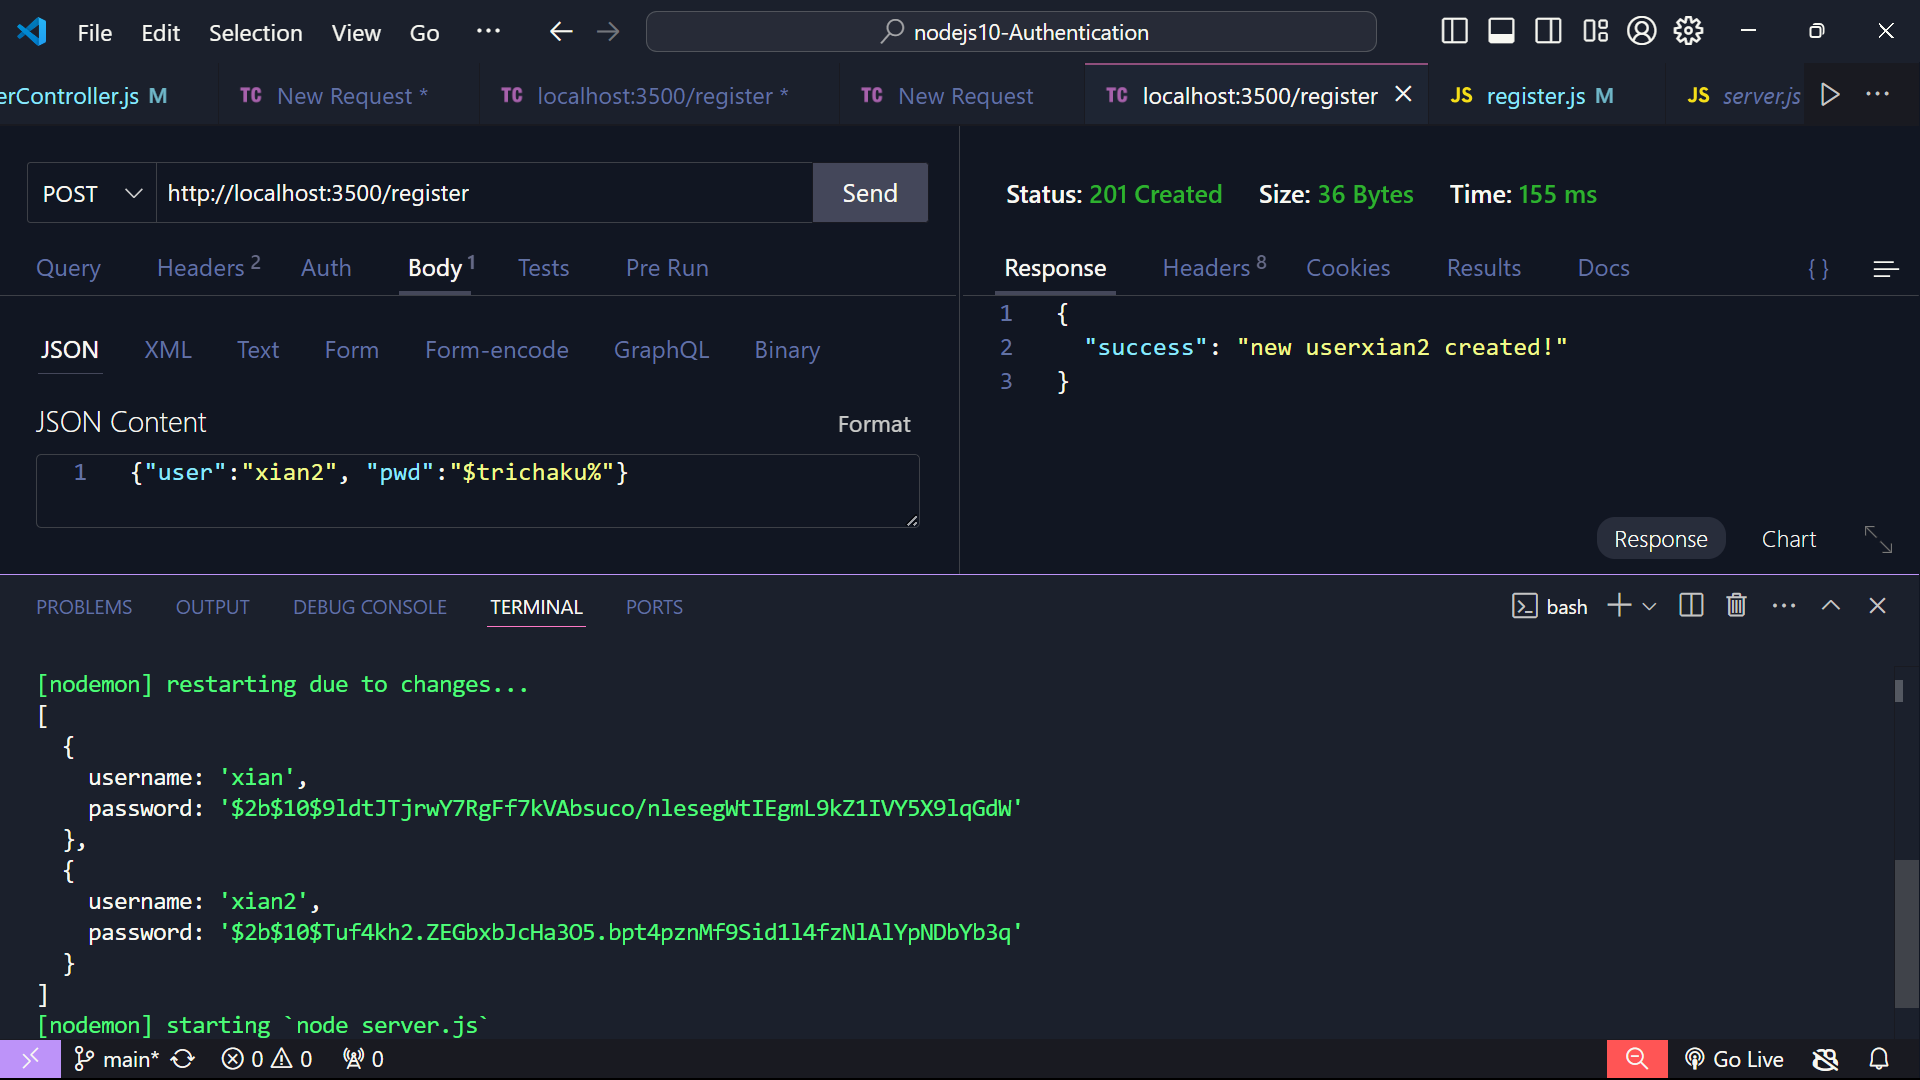 File Edit Selection View Go ··· nodejs10-Authentication
erController.js M TC New Request * TC localhost:3500/register * TC New Request TC localhost:3500/register JS register.js M JS server.js ···
POST http://localhost:3500/register Send
Status: 201 Created Size: 36 Bytes Time: 155 ms
Query Headers 2 Auth Body 1 Tests Pre Run
Response Headers 8 Cookies Results Docs { }
JSON XML Text Form Form-encode GraphQL Binary
JSON Content Format
1 {"user":"xian2", "pwd":"$trichaku%"}
1 {
2 "success": "new userxian2 created!"
3 }
Response Chart
PROBLEMS OUTPUT DEBUG CONSOLE TERMINAL PORTS bash ···
[nodemon] restarting due to changes...
[
{
username: 'xian',
password: '$2b$10$9ldtJTjrwY7RgFf7kVAbsuco/nlesegWtIEgmL9kZ1IVY5X9lqGdW'
},
{
username: 'xian2',
password: '$2b$10$Tuf4kh2.ZEGbxbJcHa3O5.bpt4pznMf9Sid1l4fzNlAlYpNDbYb3q'
}
]
[nodemon] starting `node server.js`
main* 0 0 0 Go Live